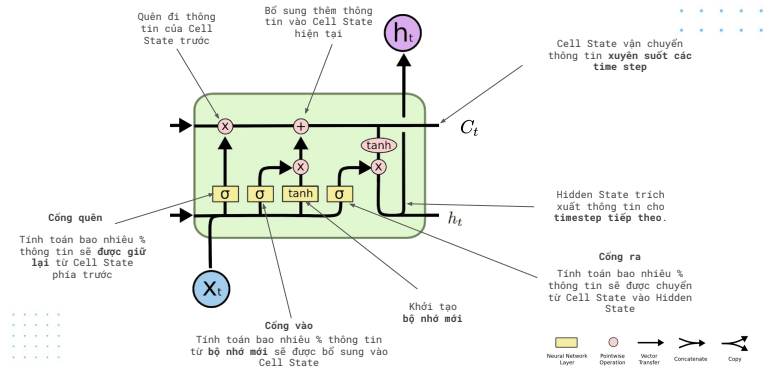 Quên đi thông
tin của Cell
State trước
Bổ sung thêm thông
tin vào Cell State
hiện tại
ht
Cell State vận chuyển
thông tin xuyên suốt các
time step
x
+
Ct
tanh
x
x
σ
σ
tanh
σ
Hidden State trích
xuất thông tin cho
timestep tiếp theo.
ht
Cổng quên
Tính toán bao nhiêu %
thông tin sẽ được giữ
lại từ Cell State
phía trước
Xt
Cổng ra
Tính toán bao nhiêu %
thông tin sẽ được chuyển
từ Cell State vào Hidden
State
Khởi tạo
bộ nhớ mới
Cổng vào
Tính toán bao nhiêu % thông tin
từ bộ nhớ mới sẽ được bổ sung vào
Cell State
Neural Network
Layer
Pointwise
Operation
Vector
Transfer
Concatenate
Copy